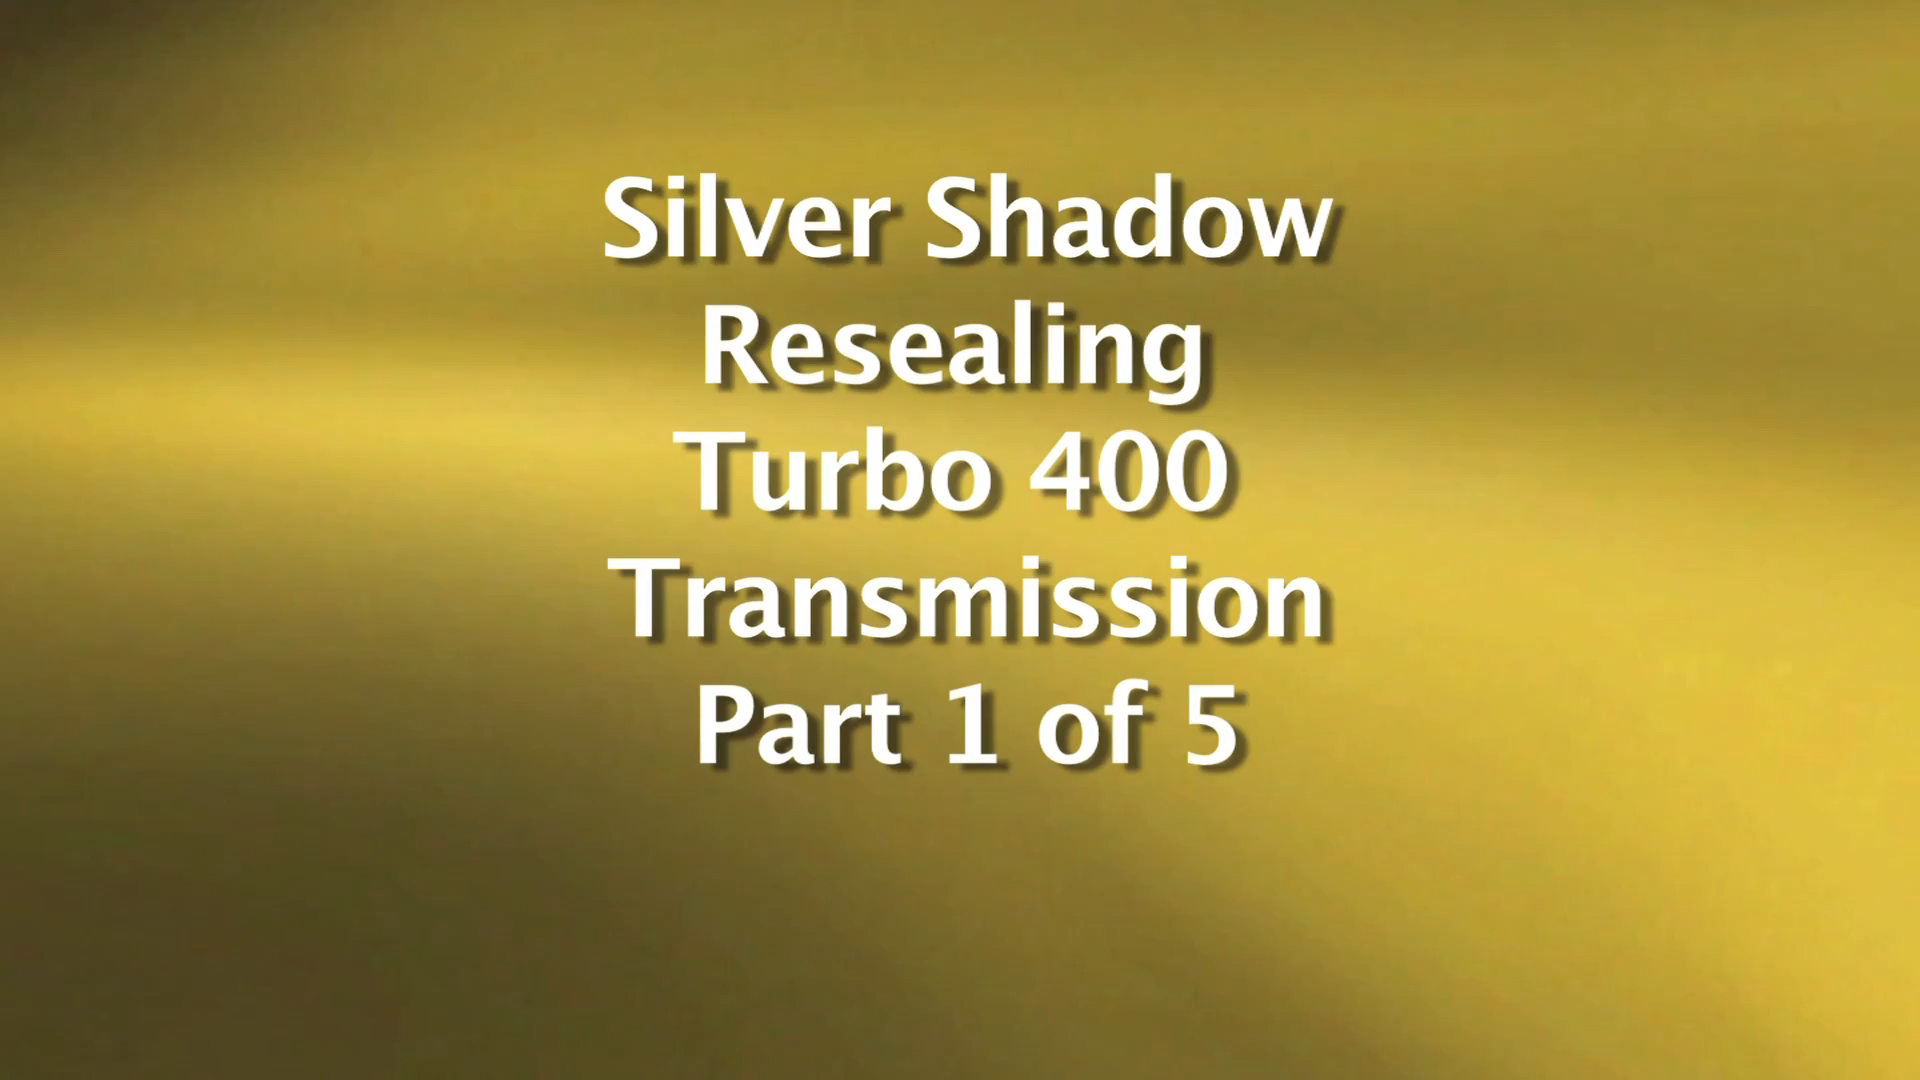 Silver Shadow
Resealing
Turbo 400
Transmission
Part 1 of 5